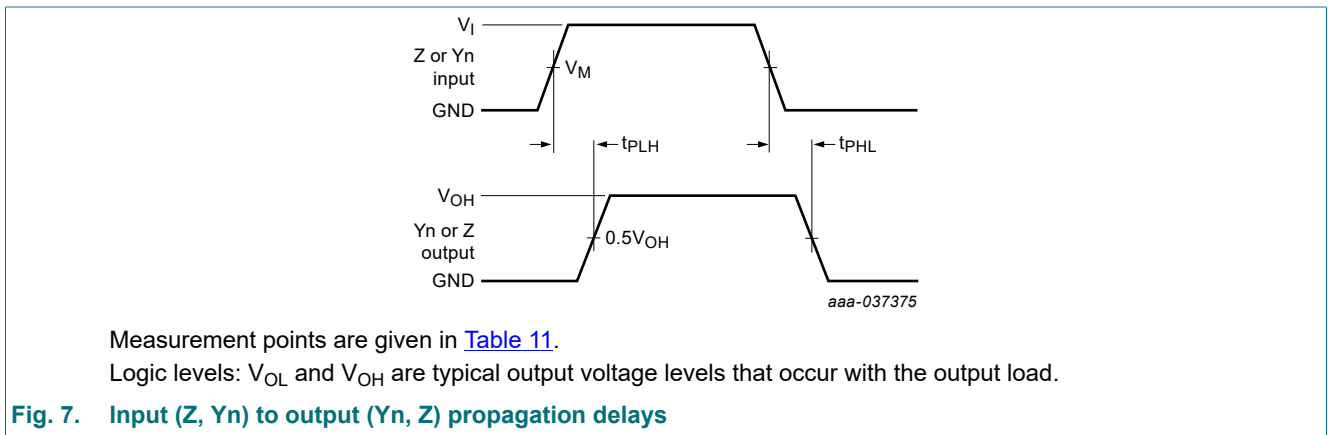 V_I
Z or Yn
input
V_M
GND
t_PLH
t_PHL
V_OH
Yn or Z
output
0.5V_OH
GND
aaa-037375
Measurement points are given in Table 11.
Logic levels: V_OL and V_OH are typical output voltage levels that occur with the output load.
Fig. 7. Input (Z, Yn) to output (Yn, Z) propagation delays